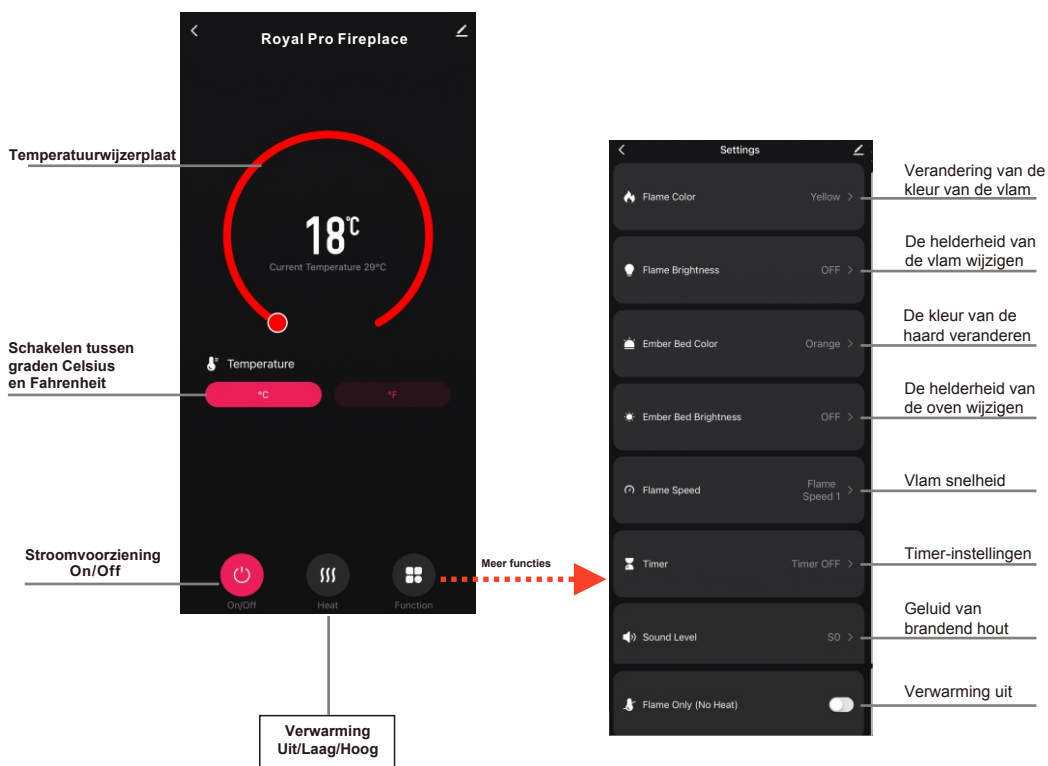 Royal Pro Fireplace
Temperatuurwijzerplaat
18°C
Current Temperature 29°C
Schakelen tussen
graden Celsius
en Fahrenheit
Temperature
°C
°F
Stroomvoorziening
On/Off
On/Off
Heat
Function
Meer functies
Verwarming
Uit/Laag/Hoog
Settings
Flame Color
Yellow
Verandering van de
kleur van de vlam
Flame Brightness
OFF
De helderheid van
de vlam wijzigen
Ember Bed Color
Orange
De kleur van de
haard veranderen
Ember Bed Brightness
OFF
De helderheid van
de oven wijzigen
Flame Speed
Flame
Speed 1
Vlam snelheid
Timer
Timer OFF
Timer-instellingen
Sound Level
S0
Geluid van
brandend hout
Flame Only (No Heat)
Verwarming uit